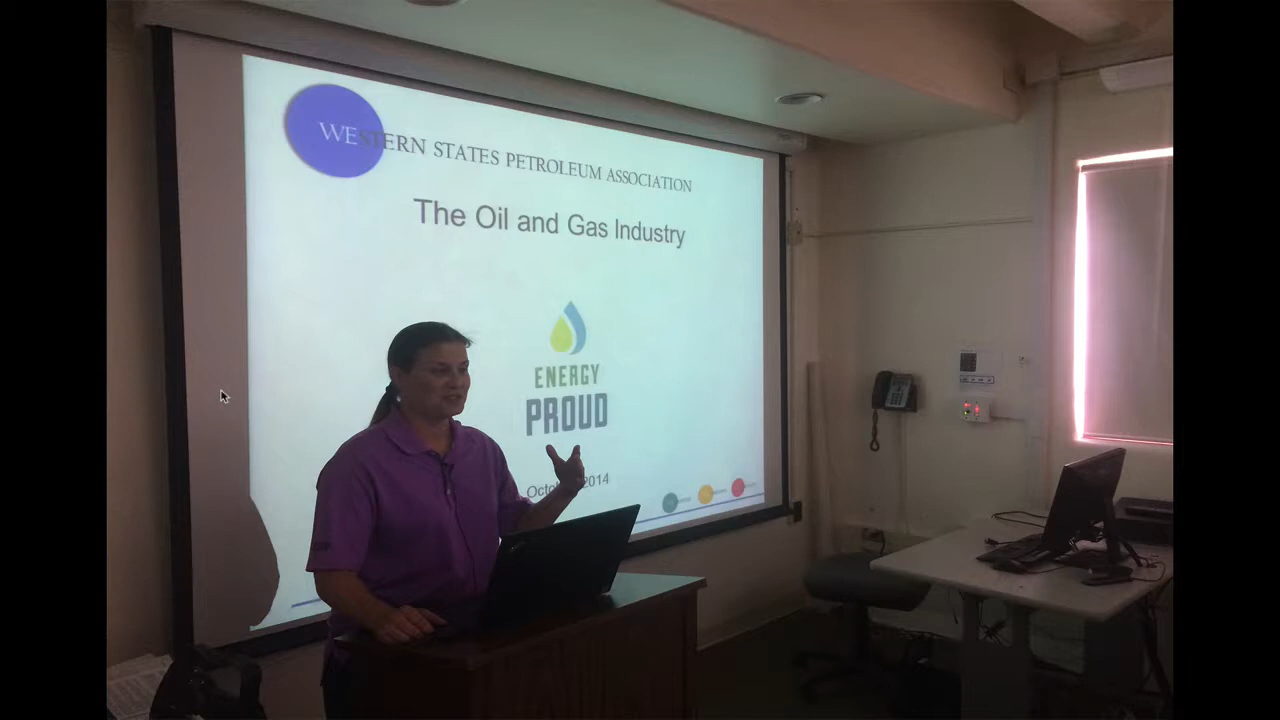 WESTERN STATES PETROLEUM ASSOCIATION
The Oil and Gas Industry
ENERGY
PROUD
2014